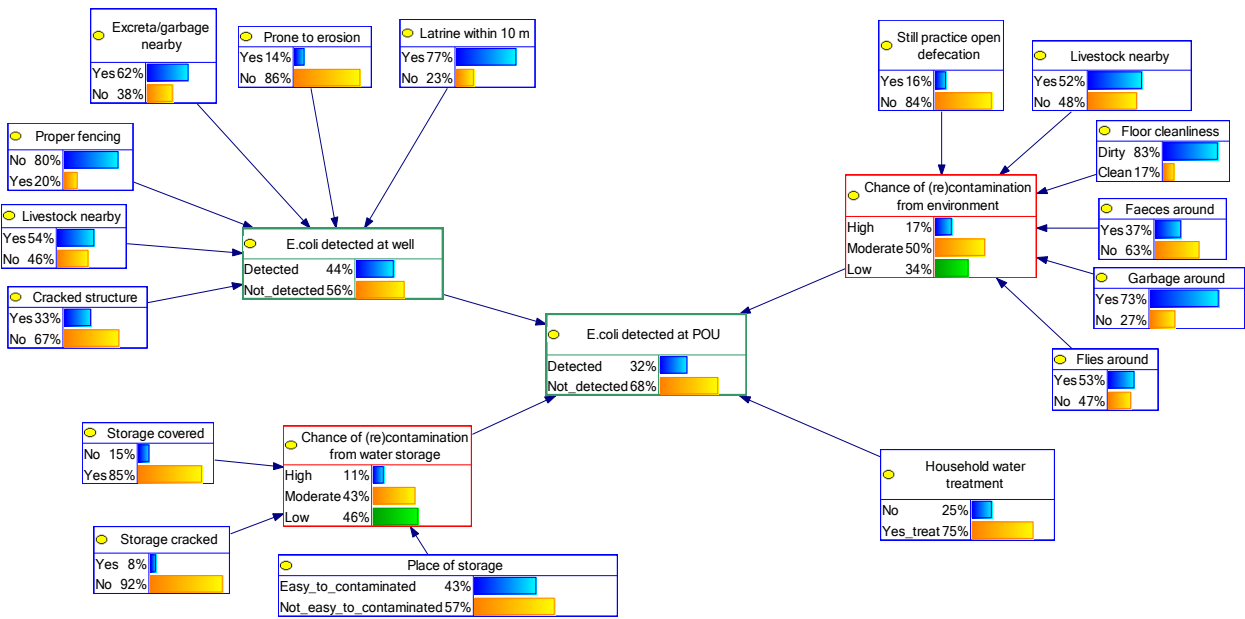 Excreta/garbage
nearby
Yes 62%
No 38%
Prone to erosion
Yes 14%
No 86%
Latrine within 10 m
Yes 77%
No 23%
Proper fencing
No 80%
Yes 20%
Livestock nearby
Yes 54%
No 46%
Cracked structure
Yes 33%
No 67%
E.coli detected at well
Detected 44%
Not_detected 56%
Still practice open
defecation
Yes 16%
No 84%
Livestock nearby
Yes 52%
No 48%
Floor cleanliness
Dirty 83%
Clean 17%
Chance of (re)contamination
from environment
High 17%
Moderate 50%
Low 34%
Faeces around
Yes 37%
No 63%
Garbage around
Yes 73%
No 27%
Flies around
Yes 53%
No 47%
E.coli detected at POU
Detected 32%
Not_detected 68%
Storage covered
No 15%
Yes 85%
Chance of (re)contamination
from water storage
High 11%
Moderate 43%
Low 46%
Storage cracked
Yes 8%
No 92%
Place of storage
Easy_to_contaminated 43%
Not_easy_to_contaminated 57%
Household water
treatment
No 25%
Yes_treat 75%